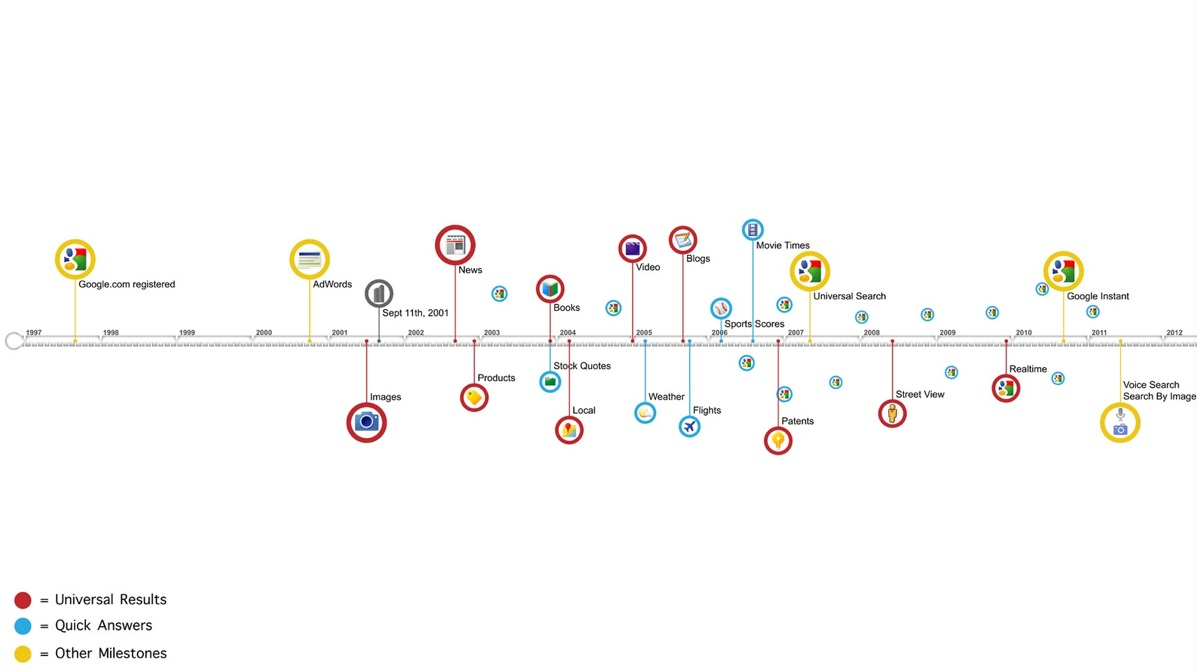 Movie Times
Blogs
Video
News
Google.com registered
AdWords
Universal Search
Google Instant
Books
Sept 11th, 2001
Sports Scores
1997 1998 1999 2000 2001 2002 2003 2004 2005 2006 2007 2008 2009 2010 2011 2012
Stock Quotes
Realtime
Products
Voice Search
Search By Image
Images
Weather
Street View
Local
Flights
Patents
= Universal Results
= Quick Answers
= Other Milestones